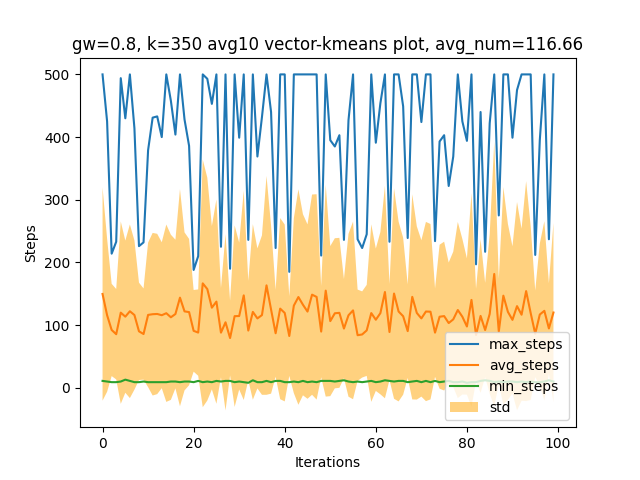 gw=0.8, k=350 avg10 vector-kmeans plot, avg_num=116.66
500
400
300
200
100
0
Steps
0
20
40
60
80
100
Iterations
max_steps
avg_steps
min_steps
std